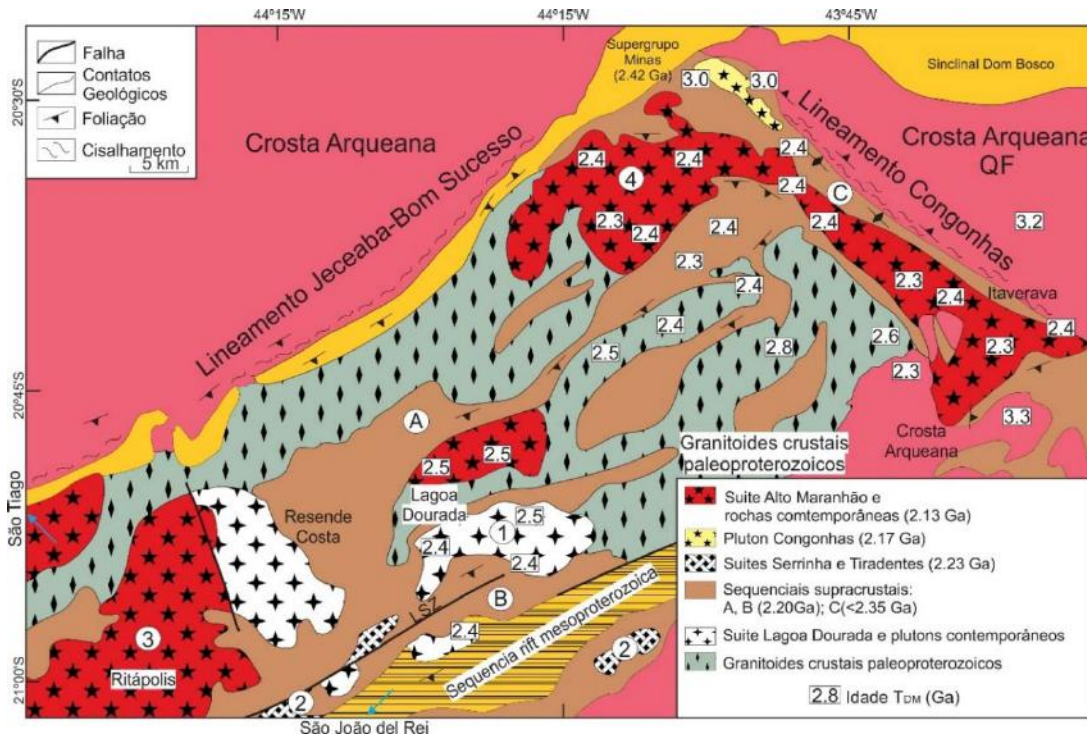 44°15'W
44°15'W
43°45'W
Falha
Contatos
Geológicos
Foliação
Cisalhamento
5 km
20°30'S
20°45'S
21°00'S
Supergrupo
Minas
(2.42 Ga)
Sinclinal Dom Bosco
3.0
3.0
Crosta Arqueana
Lineamento Congonhas
Crosta Arqueana
QF
Lineamento Jeceaba-Bom Sucesso
2.4
2.4
2.4
4
2.4
C
2.3
2.4
2.4
2.4
3.2
2.3
2.3
2.4
Itaverava
2.4
2.4
2.5
2.8
2.6
2.3
2.4
2.3
A
3.3
Crosta
Arqueana
2.5
2.5
Granitoides crustais
paleoproterozoicos
Lagoa
Dourada
São Tiago
Resende
Costa
2.5
1
2.4
2.4
LSZ
B
3
Ritápolis
2.4
Sequencia rift mesoproterozoica
2
2
São João del Rei
Suite Alto Maranhão e
rochas comtemporâneas (2.13 Ga)
Pluton Congonhas (2.17 Ga)
Suites Serrinha e Tiradentes (2.23 Ga)
Sequenciais supracrustais:
A, B (2.20Ga); C(<2.35 Ga)
Suite Lagoa Dourada e plutons contemporâneos
Granitoides crustais paleoproterozoicos
2.8 Idade TDM (Ga)